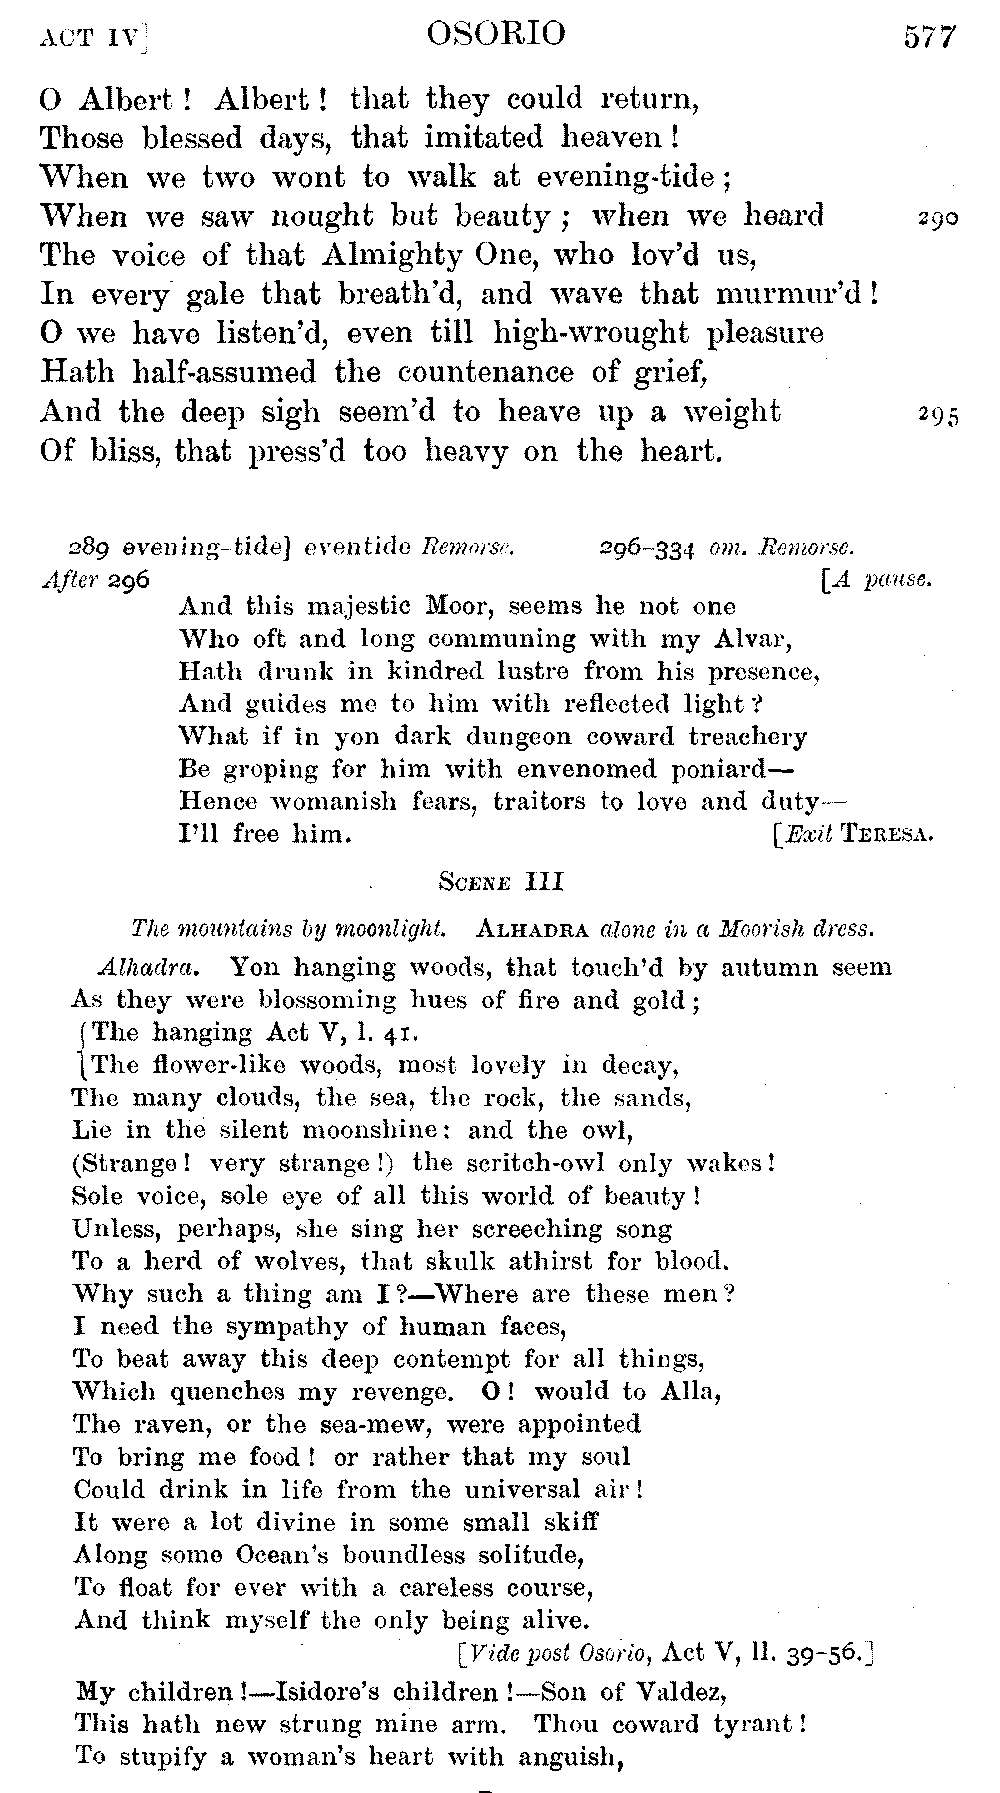 ACT IV]
OSORIO
577
O Albert ! Albert ! that they could return,
Those blessed days, that imitated heaven !
When we two wont to walk at evening-tide ;
When we saw nought but beauty ; when we heard 290
The voice of that Almighty One, who lov'd us,
In every gale that breath'd, and wave that murmur'd !
O we have listen'd, even till high-wrought pleasure
Hath half-assumed the countenance of grief,
And the deep sigh seem'd to heave up a weight 295
Of bliss, that press'd too heavy on the heart.
289 evening-tide] eventide Remorse. 296-334 om. Remorse.
After 296 [A pause.
And this majestic Moor, seems he not one
Who oft and long communing with my Alvar,
Hath drunk in kindred lustre from his presence,
And guides me to him with reflected light ?
What if in yon dark dungeon coward treachery
Be groping for him with envenomed poniard—
Hence womanish fears, traitors to love and duty—
I'll free him. [Exit TERESA.
SCENE III
The mountains by moonlight. ALHADRA alone in a Moorish dress.
Alhadra. Yon hanging woods, that touch'd by autumn seem
As they were blossoming hues of fire and gold ;
{The hanging Act V, l. 41.
{The flower-like woods, most lovely in decay,
The many clouds, the sea, the rock, the sands,
Lie in the silent moonshine : and the owl,
(Strange ! very strange !) the scritch-owl only wakes !
Sole voice, sole eye of all this world of beauty !
Unless, perhaps, she sing her screeching song
To a herd of wolves, that skulk athirst for blood.
Why such a thing am I ?—Where are these men ?
I need the sympathy of human faces,
To beat away this deep contempt for all things,
Which quenches my revenge. O ! would to Alla,
The raven, or the sea-mew, were appointed
To bring me food ! or rather that my soul
Could drink in life from the universal air !
It were a lot divine in some small skiff
Along some Ocean's boundless solitude,
To float for ever with a careless course,
And think myself the only being alive.
[Vide post Osorio, Act V, ll. 39-56.]
My children !—Isidore's children !—Son of Valdez,
This hath new strung mine arm. Thou coward tyrant !
To stupify a woman's heart with anguish,